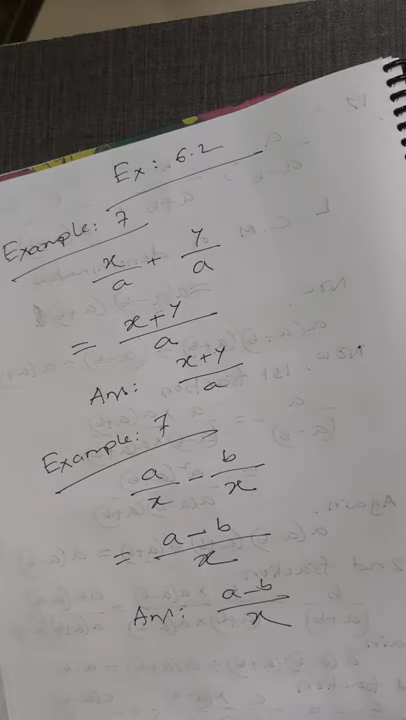 Ex: 6.2
Example: 7
x/a + y/a
= x+y/a
Ans: x+y/a
Example: 7
a/x - b/x
= a-b/x
Ans: a-b/x